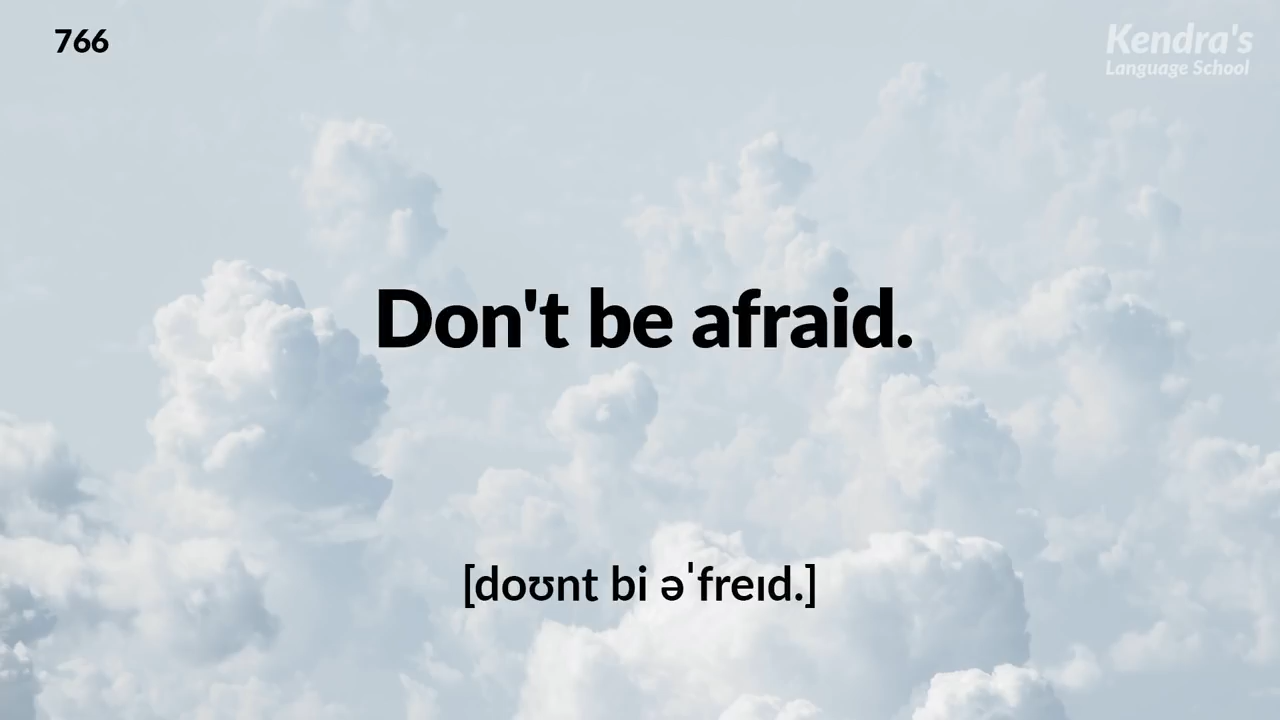 766
Kendra's
Language School
Don't be afraid.
[doʊnt bi əˈfreɪd.]